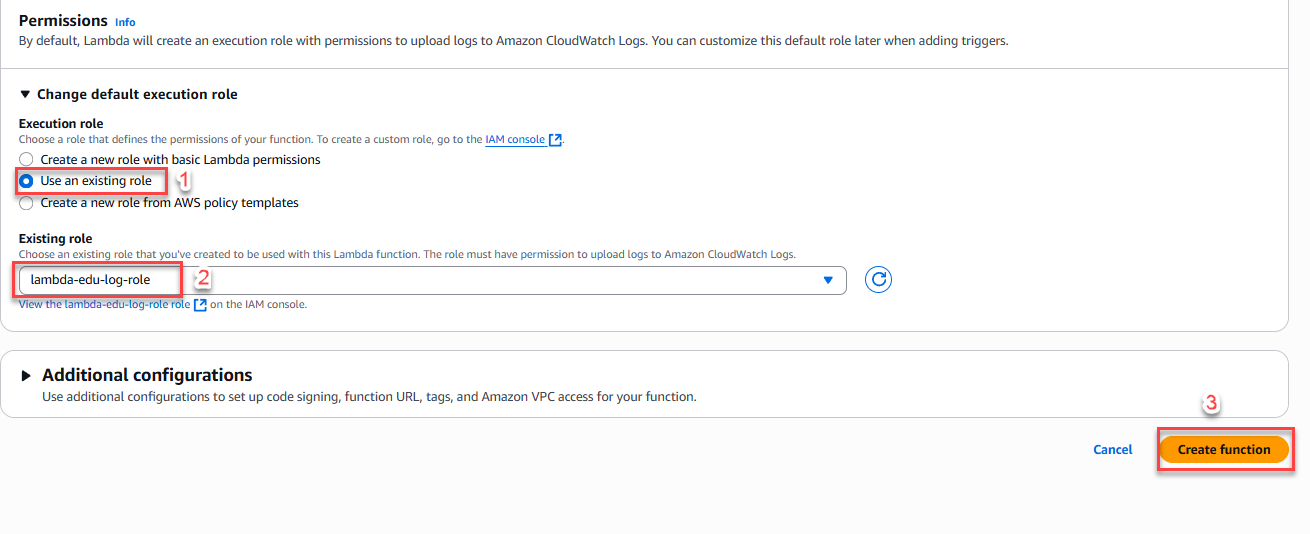 Permissions Info
By default, Lambda will create an execution role with permissions to upload logs to Amazon CloudWatch Logs. You can customize this default role later when adding triggers.
Change default execution role
Execution role
Choose a role that defines the permissions of your function. To create a custom role, go to the IAM console.
Create a new role with basic Lambda permissions
Use an existing role 1
Create a new role from AWS policy templates
Existing role
Choose an existing role that you've created to be used with this Lambda function. The role must have permission to upload logs to Amazon CloudWatch Logs.
lambda-edu-log-role 2
View the lambda-edu-log-role role on the IAM console.
Additional configurations
Use additional configurations to set up code signing, function URL, tags, and Amazon VPC access for your function.
3
Cancel Create function